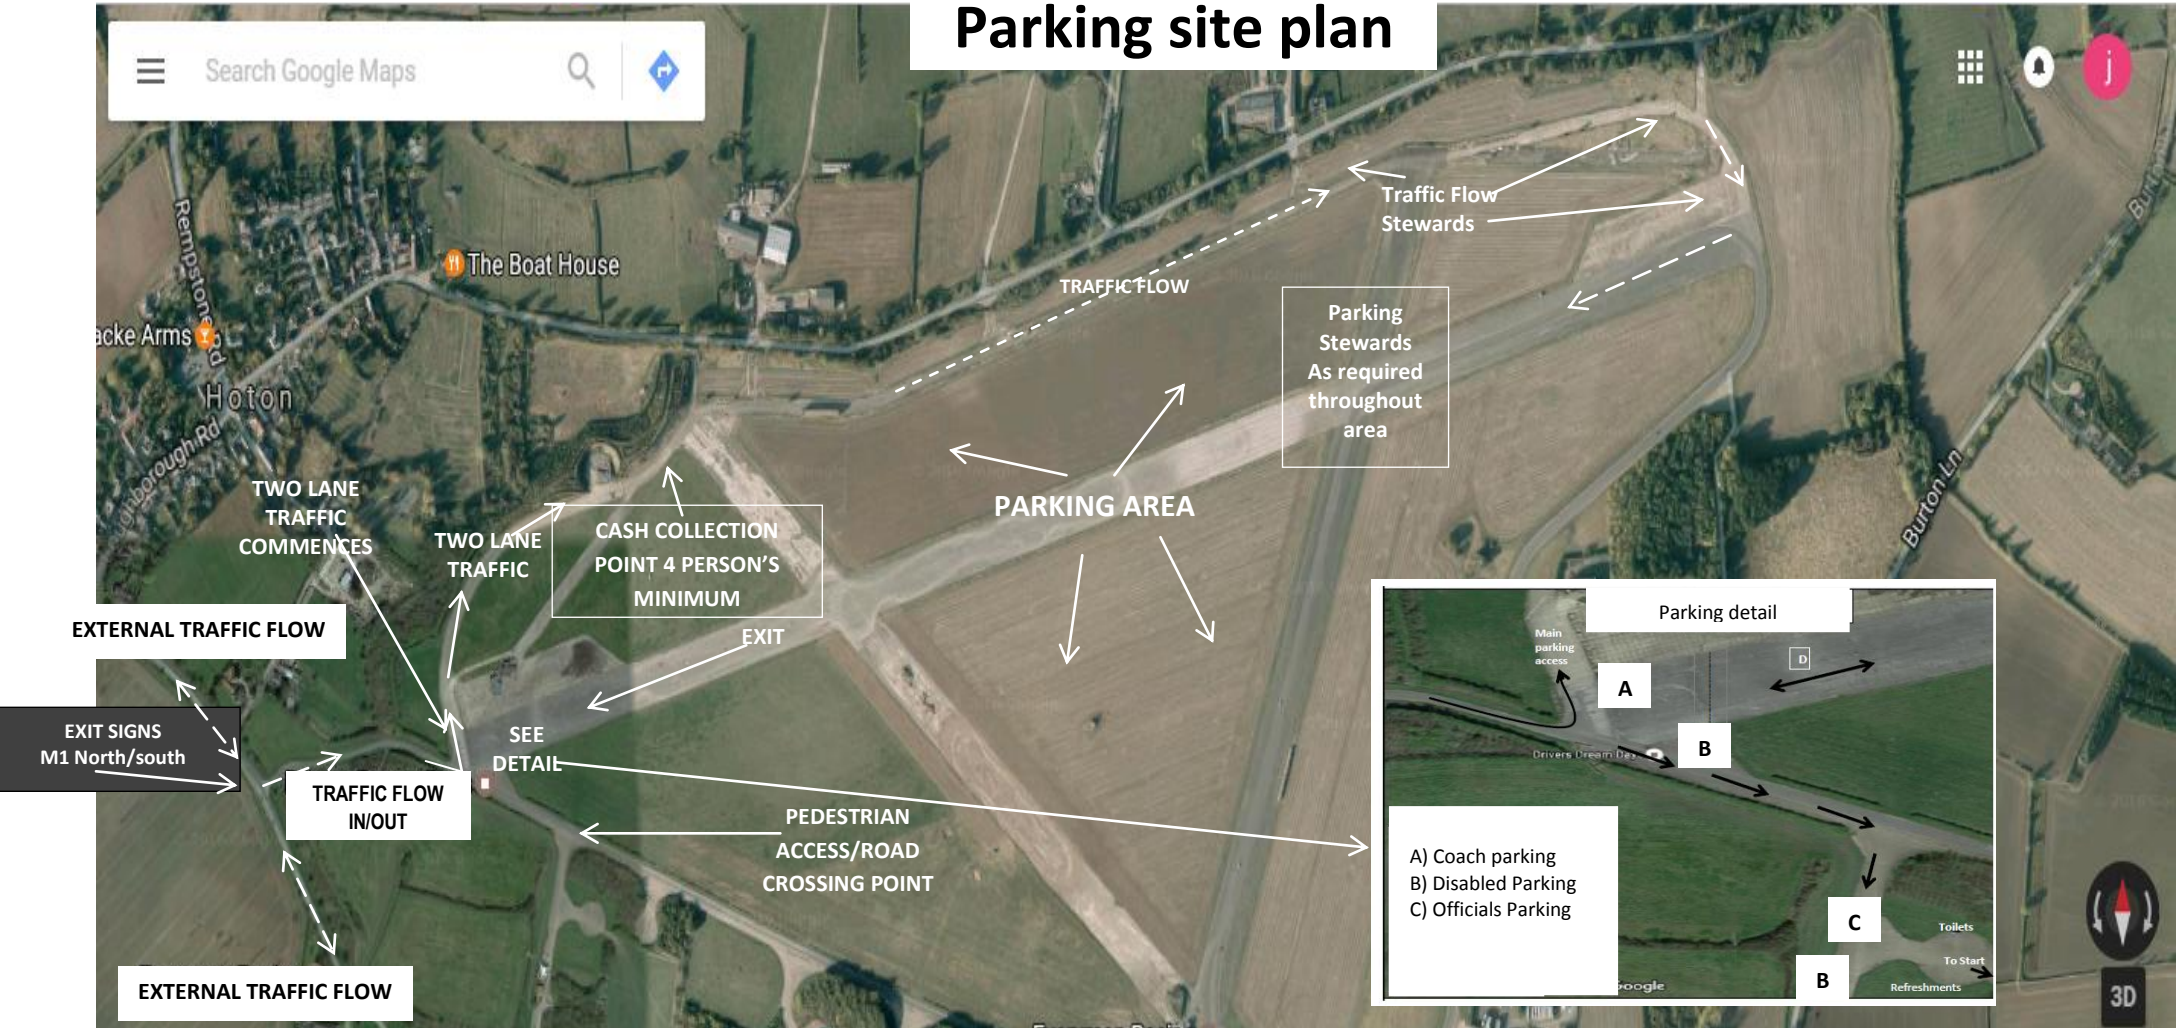 Parking site plan
Search Google Maps
j
Rempstone Rd
The Boat House
acke Arms
Hoton
ughborough Rd
Traffic Flow
Stewards
TRAFFIC FLOW
Parking
Stewards
As required
throughout
area
PARKING AREA
Burton Ln
TWO LANE
TRAFFIC
COMMENCES
TWO LANE
TRAFFIC
CASH COLLECTION
POINT 4 PERSON'S
MINIMUM
EXIT
EXTERNAL TRAFFIC FLOW
EXIT SIGNS
M1 North/south
SEE
DETAIL
TRAFFIC FLOW
IN/OUT
PEDESTRIAN
ACCESS/ROAD
CROSSING POINT
EXTERNAL TRAFFIC FLOW
Parking detail
Main
parking
access
A
D
B
Drivers Dream Day
A) Coach parking
B) Disabled Parking
C) Officials Parking
C
Toilets
To Start
B
Refreshments
oogle
3D